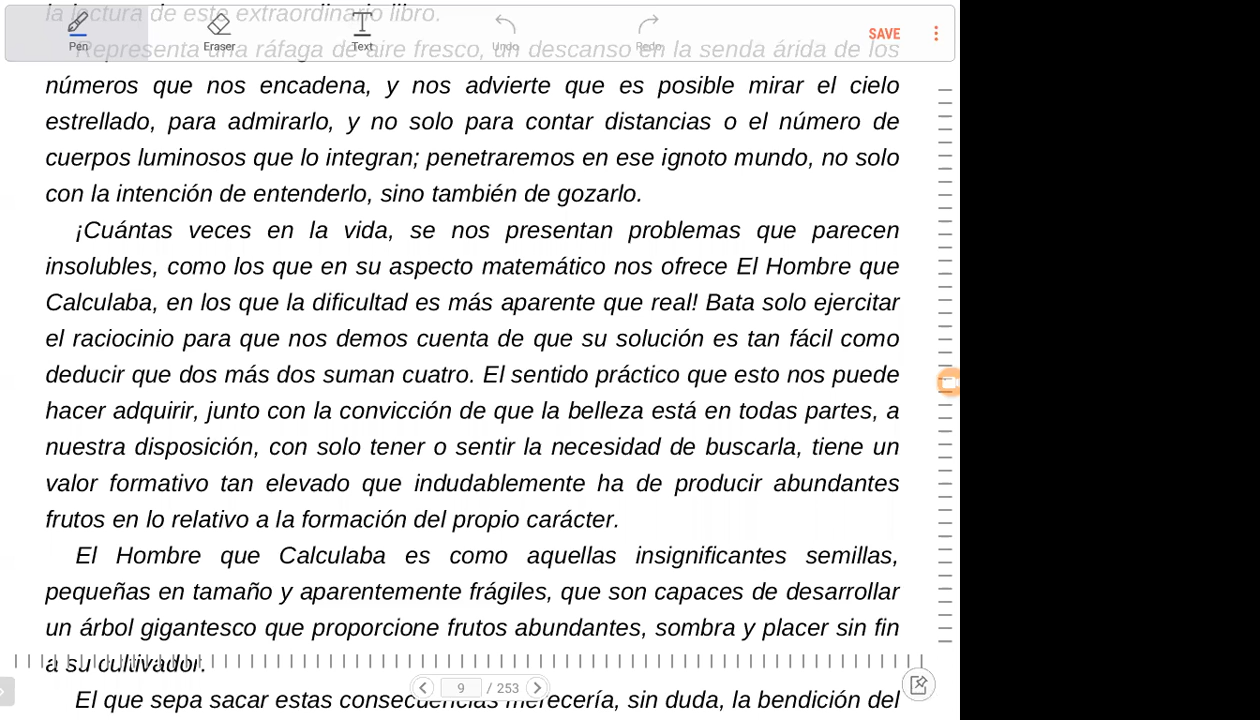 la lectura de este extraordinario libro.
Pen Eraser Text Undo Redo SAVE
Representa una ráfaga de aire fresco, un descanso en la senda árida de los
números que nos encadena, y nos advierte que es posible mirar el cielo
estrellado, para admirarlo, y no solo para contar distancias o el número de
cuerpos luminosos que lo integran; penetraremos en ese ignoto mundo, no solo
con la intención de entenderlo, sino también de gozarlo.
¡Cuántas veces en la vida, se nos presentan problemas que parecen
insolubles, como los que en su aspecto matemático nos ofrece El Hombre que
Calculaba, en los que la dificultad es más aparente que real! Bata solo ejercitar
el raciocinio para que nos demos cuenta de que su solución es tan fácil como
deducir que dos más dos suman cuatro. El sentido práctico que esto nos puede
hacer adquirir, junto con la convicción de que la belleza está en todas partes, a
nuestra disposición, con solo tener o sentir la necesidad de buscarla, tiene un
valor formativo tan elevado que indudablemente ha de producir abundantes
frutos en lo relativo a la formación del propio carácter.
El Hombre que Calculaba es como aquellas insignificantes semillas,
pequeñas en tamaño y aparentemente frágiles, que son capaces de desarrollar
un árbol gigantesco que proporcione frutos abundantes, sombra y placer sin fin
a su cultivador.
9 / 253
El que sepa sacar estas consecuencias merecería, sin duda, la bendición del